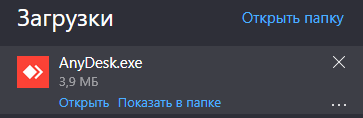 Загрузки Открыть папку
AnyDesk.exe
3,9 МБ
Открыть Показать в папке ...